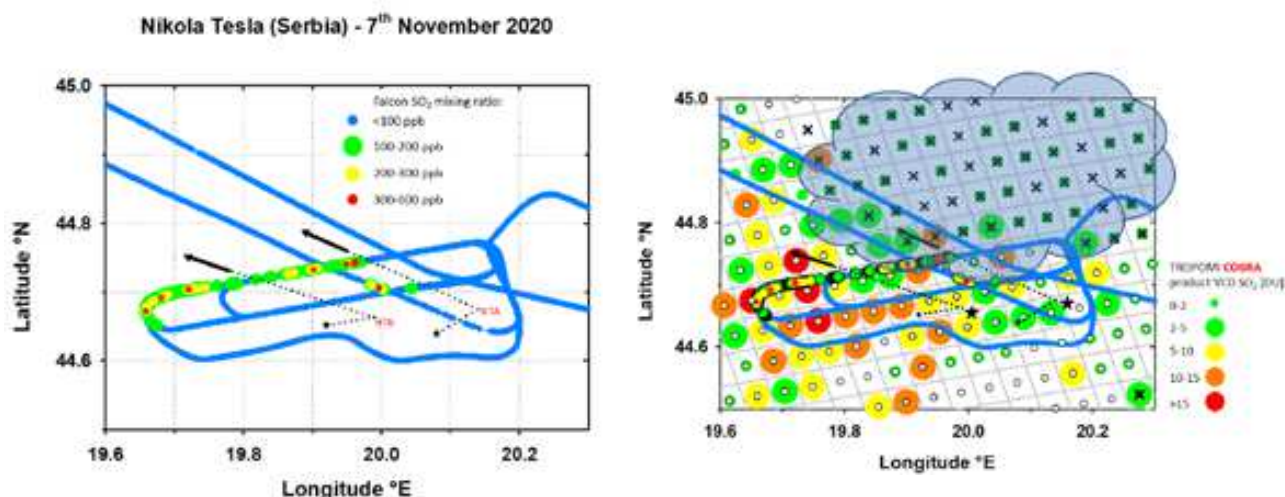 Nikola Tesla (Serbia) - 7th November 2020
45.0
44.8
44.6
Latitude °N
19.6
19.8
20.0
20.2
Longitude °E
Falcon SO2 mixing ratio:
<100 ppb
100-200 ppb
200-300 ppb
300-600 ppb
45.0
44.8
44.6
Latitude °N
19.6
19.8
20.0
20.2
Longitude °E
TROPOMI COBRA
product VCD SO2 [DU]
0-2
2-5
5-10
10-15
>15